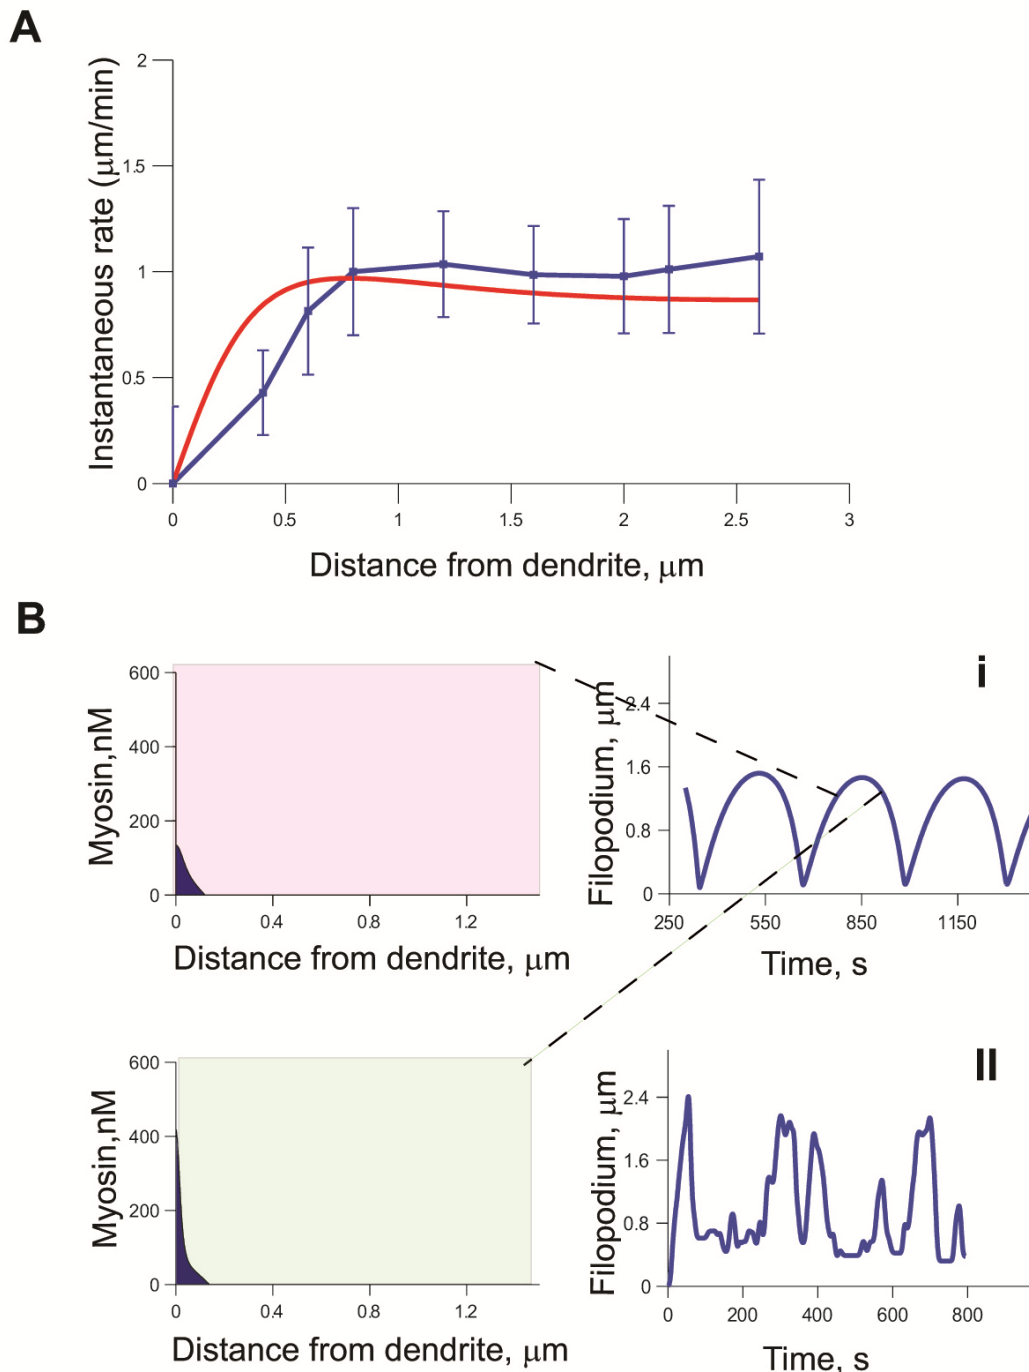 A
2
1.5
1
0.5
0
Instantaneous rate (μm/min)
0 0.5 1 1.5 2 2.5 3
Distance from dendrite, μm
B
600
400
200
0
Myosin,nM
0 0.4 0.8 1.2
Distance from dendrite, μm
i
2.4
1.6
0.8
0
Filopodium, μm
250 550 850 1150
Time, s
600
400
200
0
Myosin,nM
0 0.4 0.8 1.2
Distance from dendrite, μm
II
2.4
1.6
0.8
0
Filopodium, μm
0 200 400 600 800
Time, s